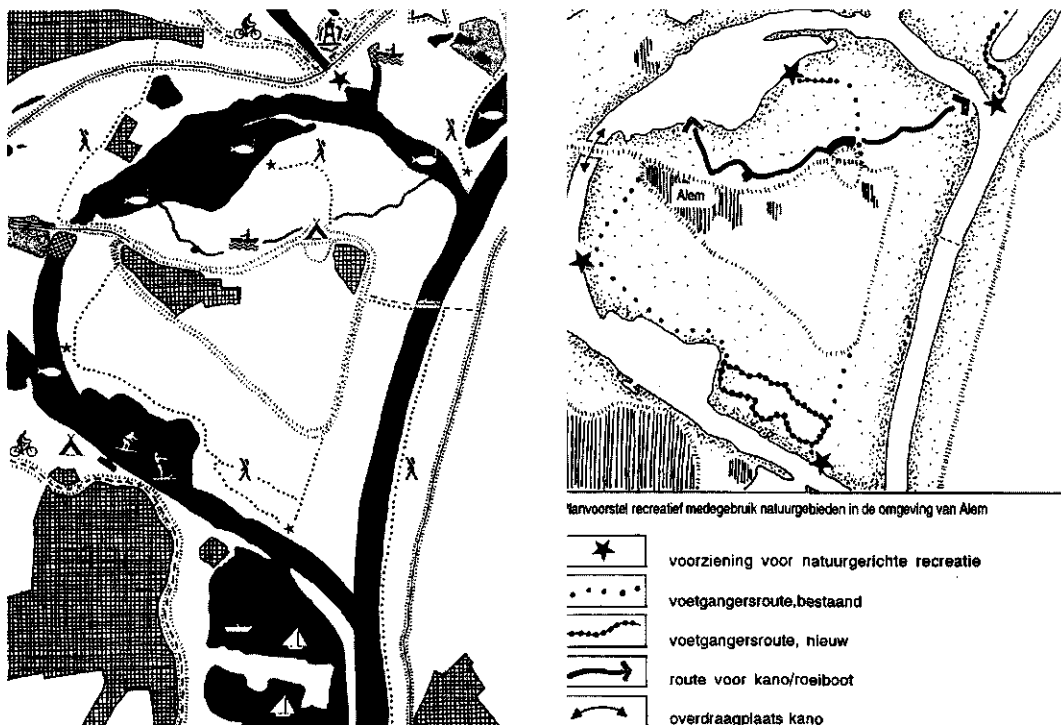 Alem
Planvoorstel recreatief medegebruik natuurgebieden in de omgeving van Alem
voorziening voor natuurgerichte recreatie
voetgangersroute,bestaand
voetgangersroute, nieuw
route voor kano/roeiboot
overdraagplaats kano